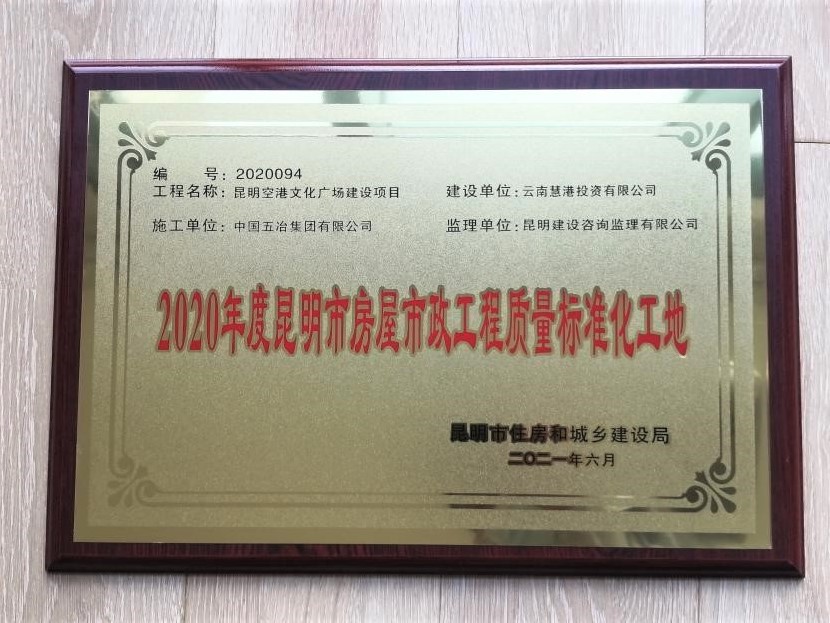 编 号：2020094
工程名称：昆明空港文化广场建设项目 建设单位：云南慧港投资有限公司
施工单位：中国五冶集团有限公司 监理单位：昆明建设咨询监理有限公司
2020年度昆明市房屋市政工程质量标准化工地
昆明市住房和城乡建设局
二〇二一年六月